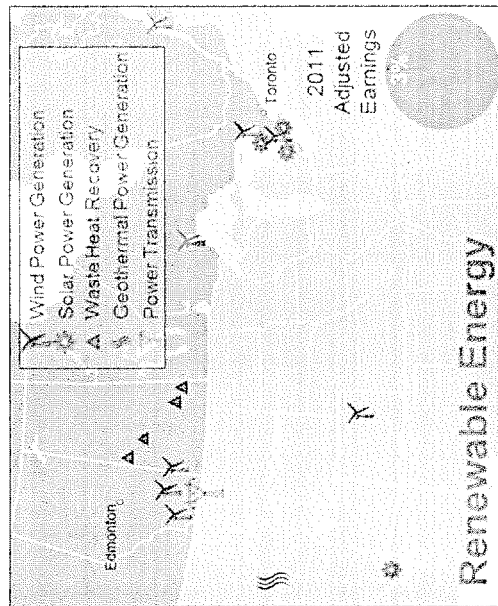 Wind Power Generation
Solar Power Generation
Waste Heat Recovery
Geothermal Power Generation
Power Transmission
Edmonton
Toronto
2011
Adjusted
Earnings
Renewable Energy